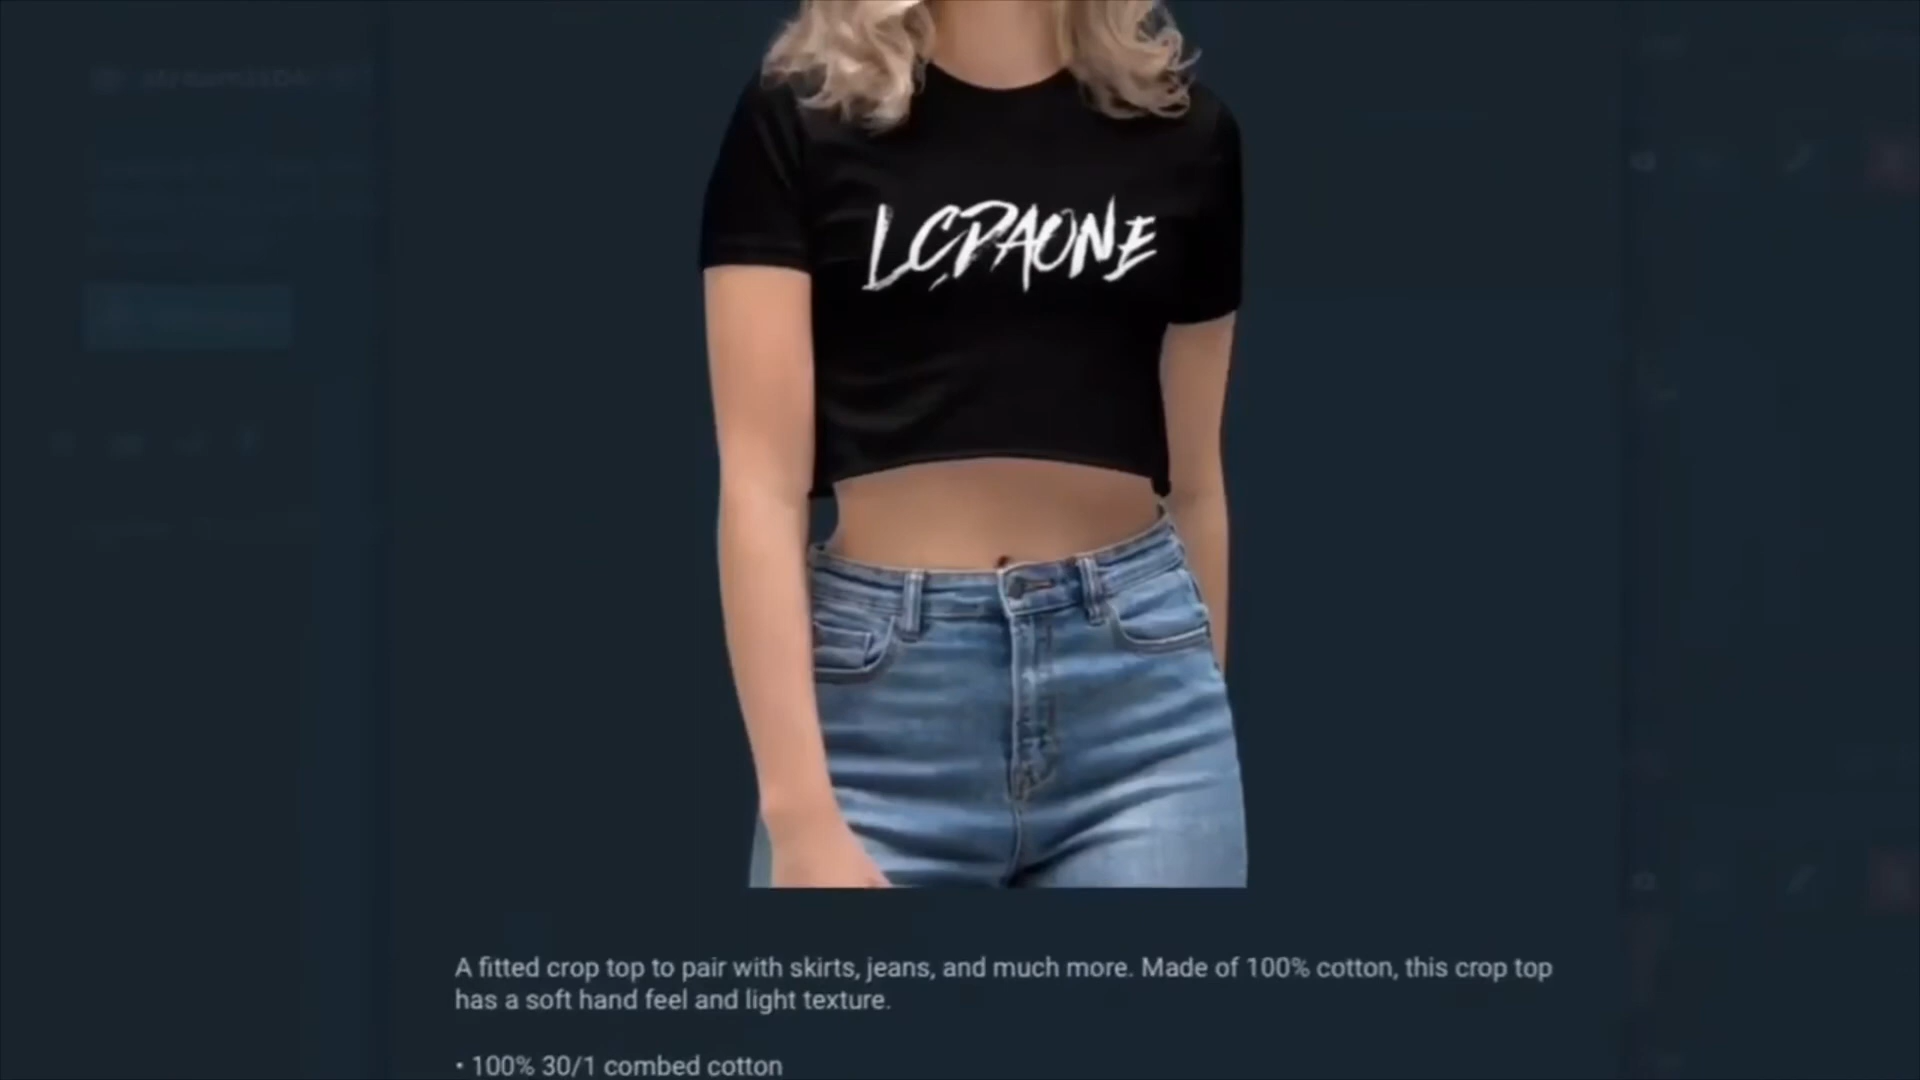 LCDAONE
A fitted crop top to pair with skirts, jeans, and much more. Made of 100% cotton, this crop top
has a soft hand feel and light texture.
• 100% 30/1 combed cotton